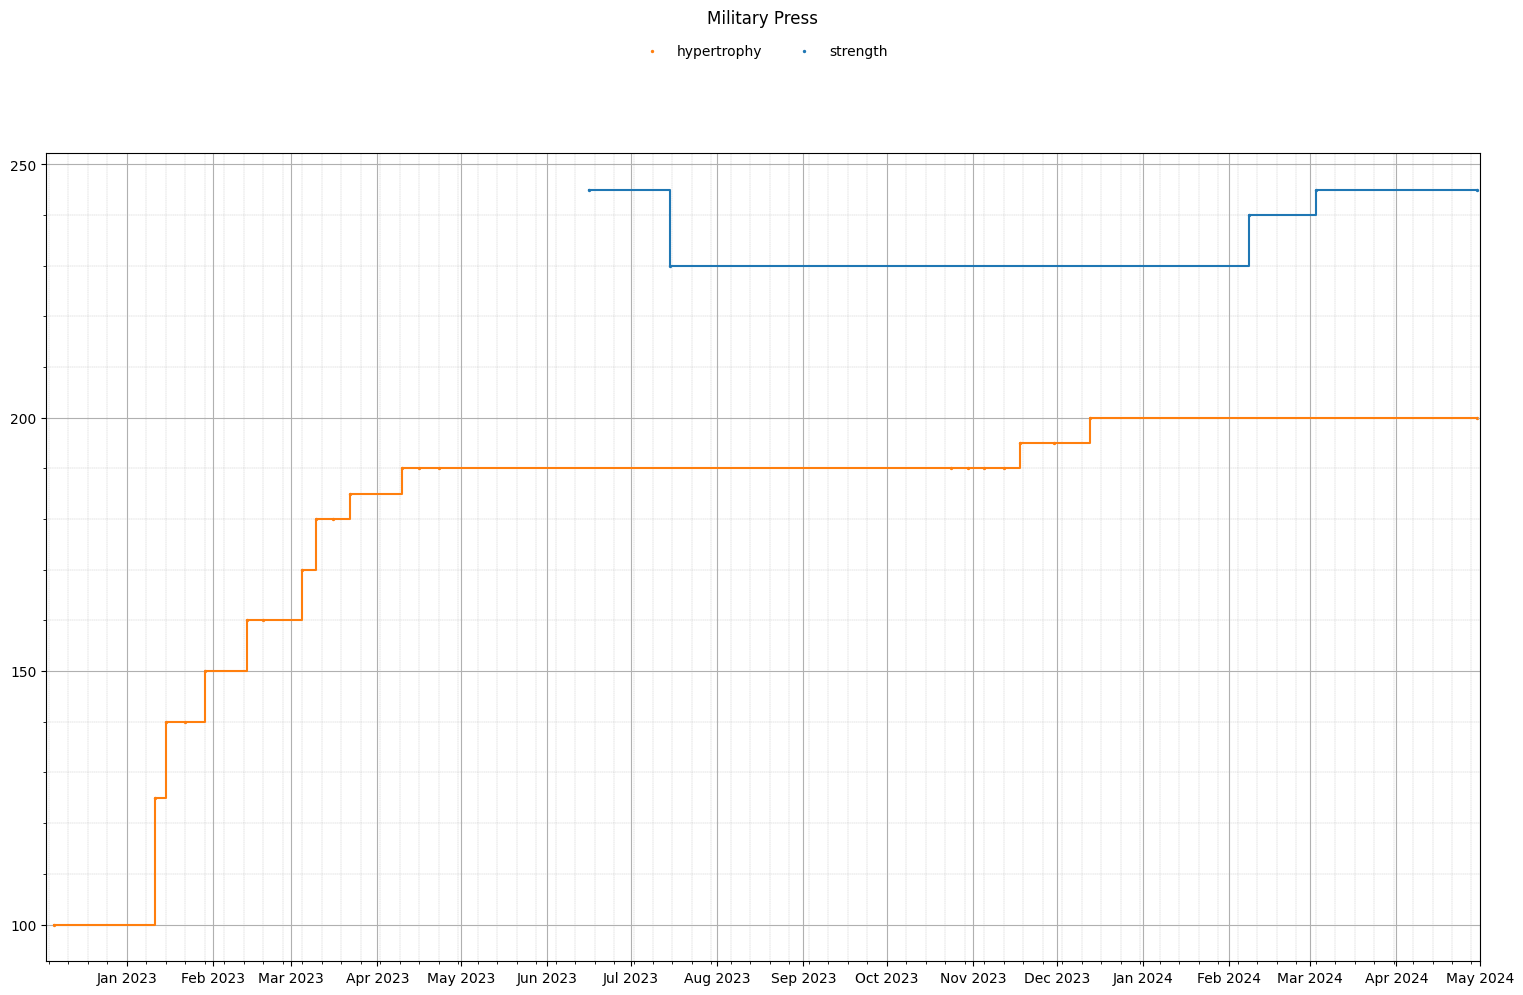 Military Press
hypertrophy strength
250
200
150
100
Jan 2023 Feb 2023 Mar 2023 Apr 2023 May 2023 Jun 2023 Jul 2023 Aug 2023 Sep 2023 Oct 2023 Nov 2023 Dec 2023 Jan 2024 Feb 2024 Mar 2024 Apr 2024 May 2024